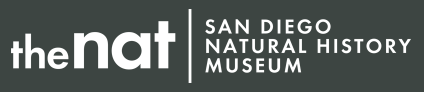 thenat
SAN DIEGO
NATURAL HISTORY
MUSEUM